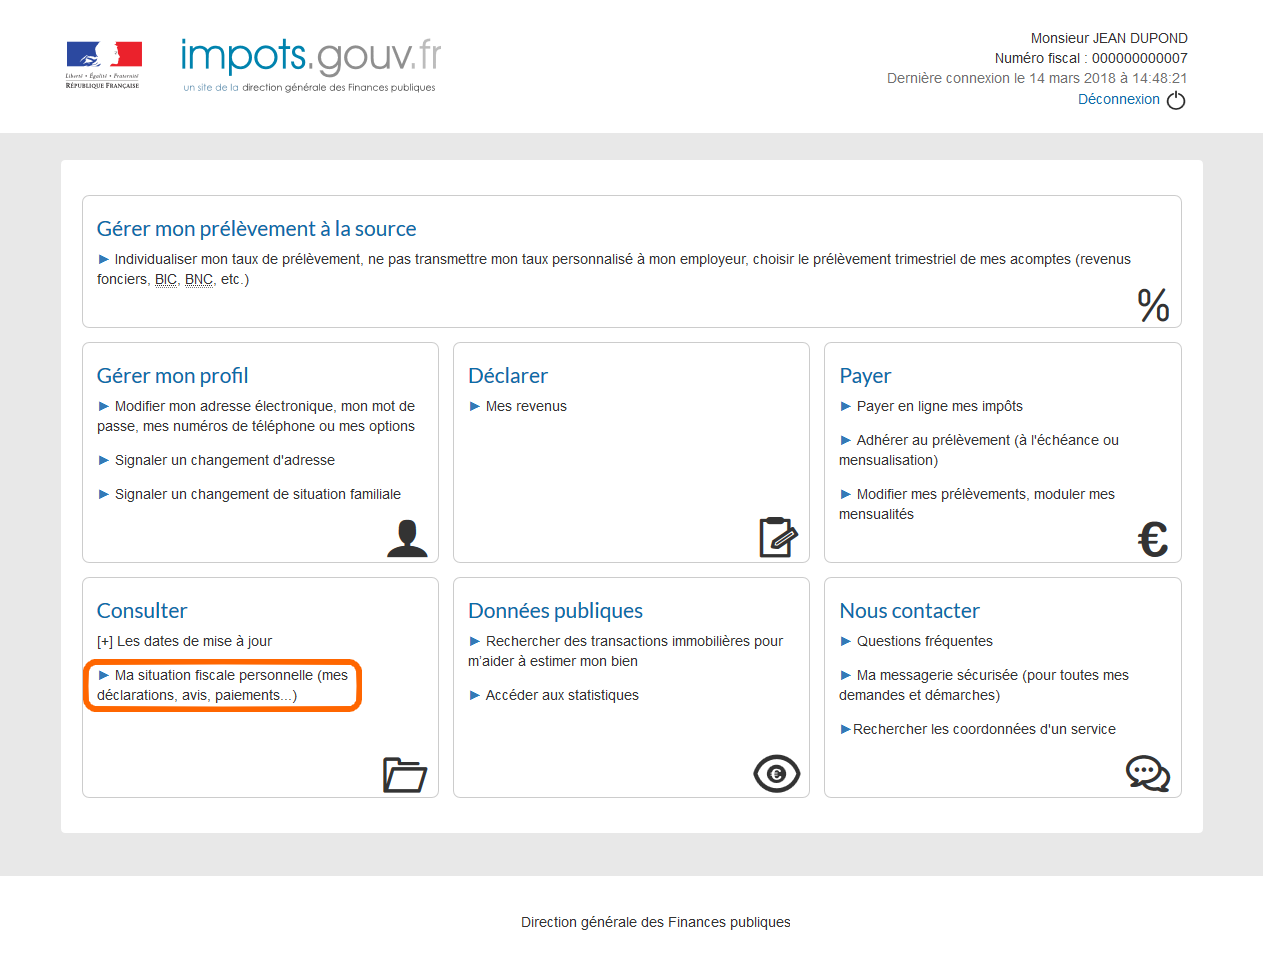 Liberté • Égalité • Fraternité
RÉPUBLIQUE FRANÇAISE
impots.gouv.fr
un site de la direction générale des Finances publiques
Monsieur JEAN DUPOND
Numéro fiscal : 000000000007
Dernière connexion le 14 mars 2018 à 14:48:21
Déconnexion
Gérer mon prélèvement à la source
► Individualiser mon taux de prélèvement, ne pas transmettre mon taux personnalisé à mon employeur, choisir le prélèvement trimestriel de mes acomptes (revenus
fonciers, BIC, BNC, etc.)
%
Gérer mon profil
► Modifier mon adresse électronique, mon mot de
passe, mes numéros de téléphone ou mes options
► Signaler un changement d'adresse
► Signaler un changement de situation familiale
Déclarer
► Mes revenus
Payer
► Payer en ligne mes impôts
► Adhérer au prélèvement (à l'échéance ou
mensualisation)
► Modifier mes prélèvements, moduler mes
mensualités
€
Consulter
[+] Les dates de mise à jour
► Ma situation fiscale personnelle (mes
déclarations, avis, paiements...)
Données publiques
► Rechercher des transactions immobilières pour
m'aider à estimer mon bien
► Accéder aux statistiques
€
Nous contacter
► Questions fréquentes
► Ma messagerie sécurisée (pour toutes mes
demandes et démarches)
►Rechercher les coordonnées d'un service
Direction générale des Finances publiques